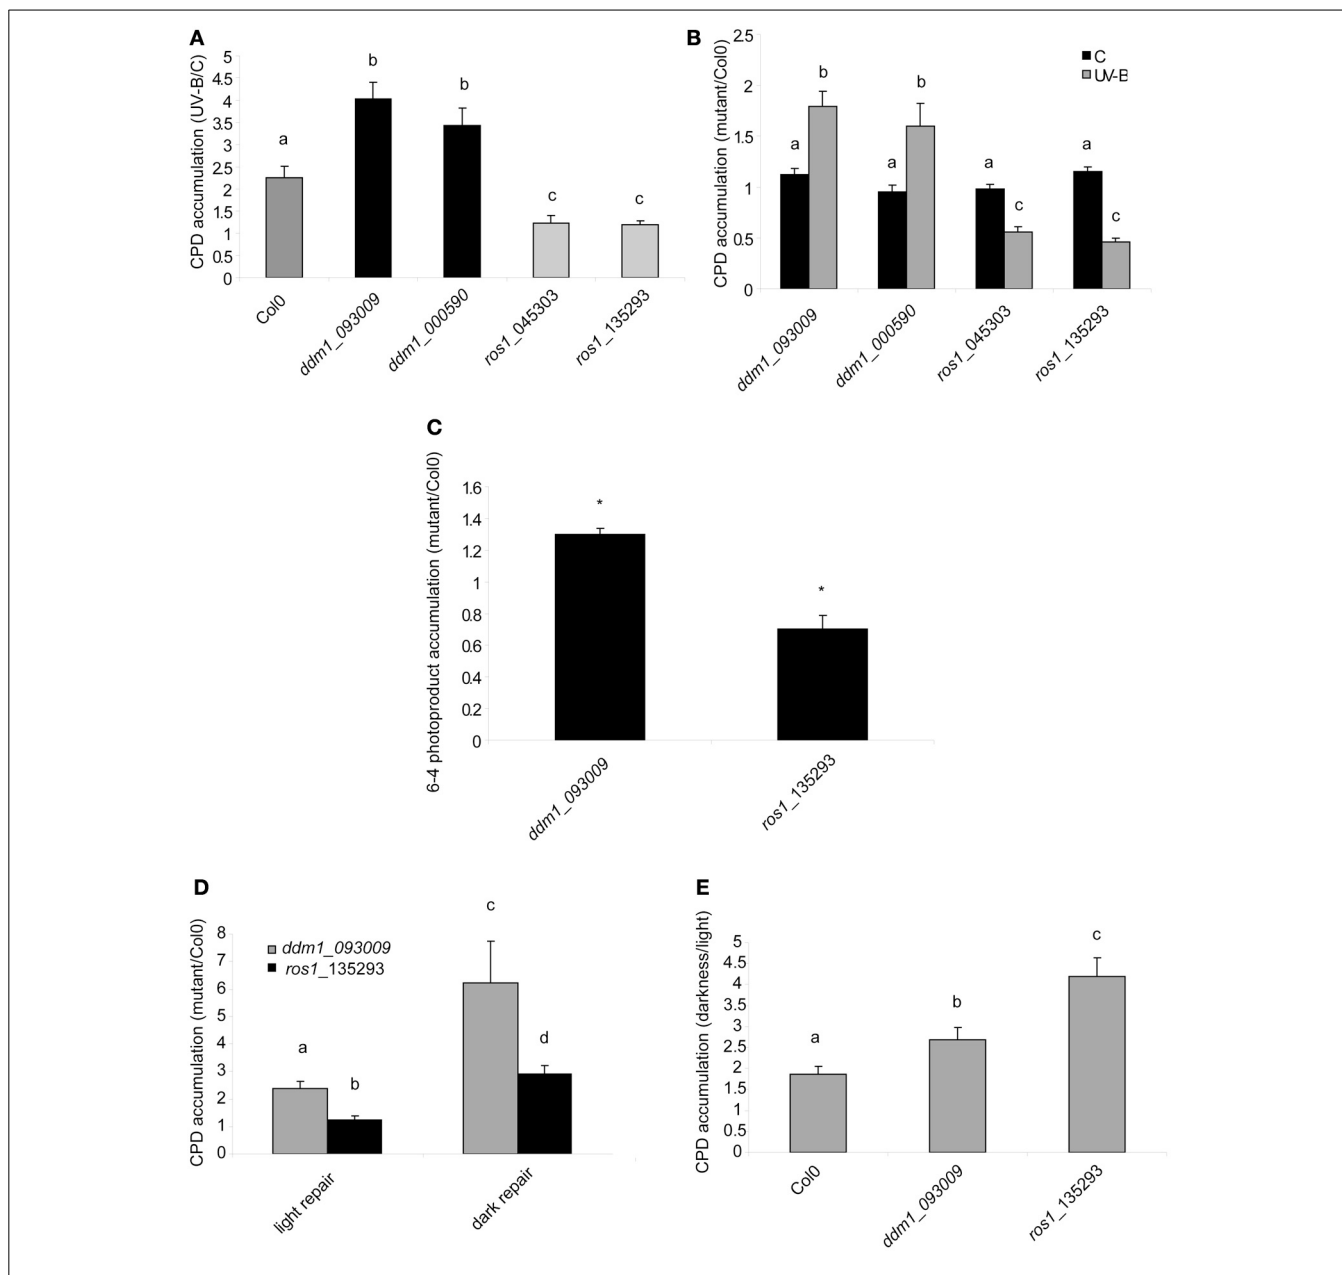 A
CPD accumulation (UV-B/C)
5
4.5
4
3.5
3
2.5
2
1.5
1
0.5
0
a
b
b
c
c
Col0
ddm1_093009
ddm1_000590
ros1_045303
ros1_135293
B
CPD accumulation (mutant/Col0)
2.5
2
1.5
1
0.5
0
C
UV-B
a
b
a
b
a
c
a
c
ddm1_093009
ddm1_000590
ros1_045303
ros1_135293
C
6-4 photoproduct accumulation (mutant/Col0)
1.6
1.4
1.2
1
0.8
0.6
0.4
0.2
0
*
*
ddm1_093009
ros1_135293
D
CPD accumulation (mutant/Col0)
8
7
6
5
4
3
2
1
0
ddm1_093009
ros1_135293
a
b
c
d
light repair
dark repair
E
CPD accumulation (darkness/light)
5
4.5
4
3.5
3
2.5
2
1.5
1
0.5
0
a
b
c
Col0
ddm1_093009
ros1_135293